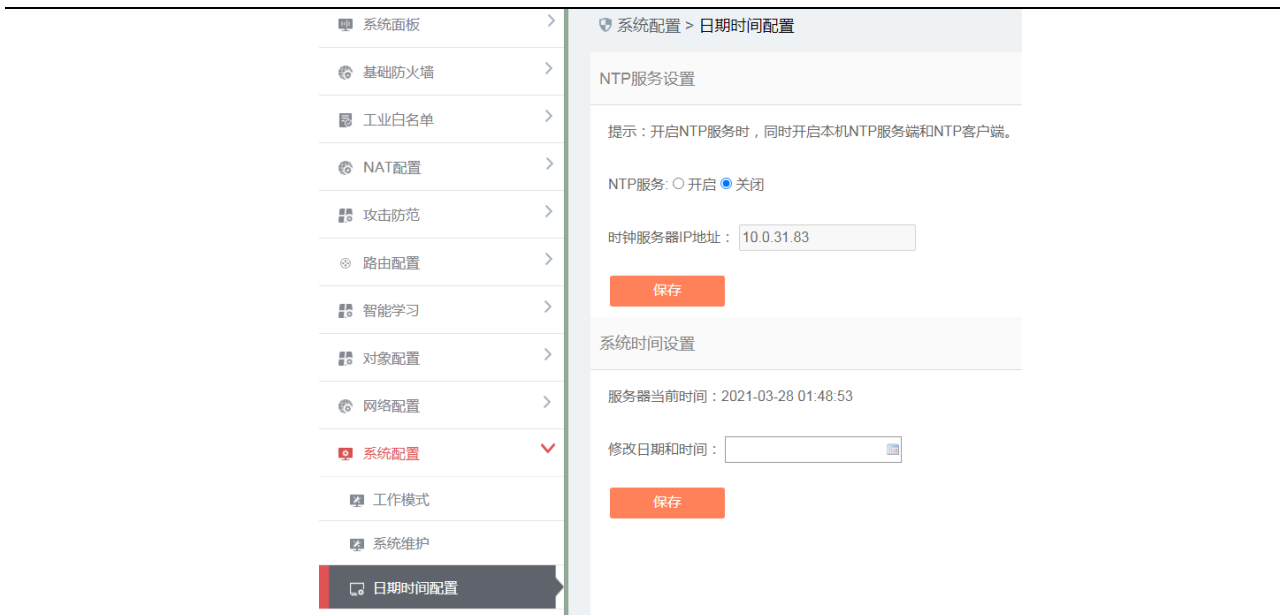 系统面板
基础防火墙
工业白名单
NAT配置
攻击防范
路由配置
智能学习
对象配置
网络配置
系统配置
工作模式
系统维护
日期时间配置
系统配置 > 日期时间配置
NTP服务设置
提示：开启NTP服务时，同时开启本机NTP服务端和NTP客户端。
NTP服务: 开启 关闭
时钟服务器IP地址： 10.0.31.83
保存
系统时间设置
服务器当前时间：2021-03-28 01:48:53
修改日期和时间：
保存